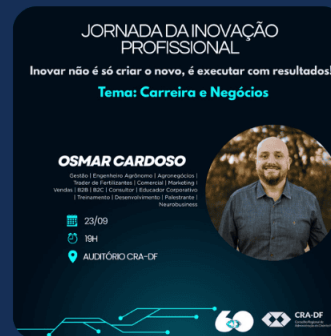 JORNADA DA INOVAÇÃO
PROFISSIONAL
Inovar não é só criar o novo, é executar com resultados!
Tema: Carreira e Negócios
OSMAR CARDOSO
Gestão | Engenheiro Agrônomo | Agronegócios |
Trader de Fertilizantes | Comercial | Marketing |
Vendas | B2B | B2C | Consultor | Educador Corporativo
| Treinamento | Desenvolvimento | Palestrante |
Neurobusiness
23/09
19H
AUDITÓRIO CRA-DF
60
CRA-DF